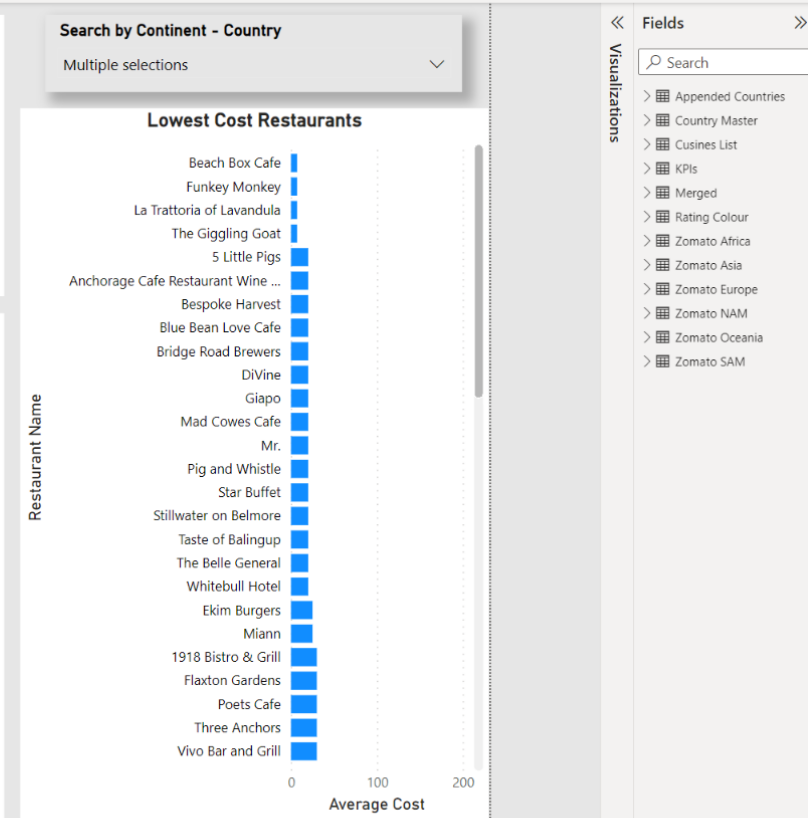 Search by Continent - Country
Multiple selections
Lowest Cost Restaurants
Restaurant Name
Beach Box Cafe
Funkey Monkey
La Trattoria of Lavandula
The Giggling Goat
5 Little Pigs
Anchorage Cafe Restaurant Wine ...
Bespoke Harvest
Blue Bean Love Cafe
Bridge Road Brewers
DiVine
Giapo
Mad Cowes Cafe
Mr.
Pig and Whistle
Star Buffet
Stillwater on Belmore
Taste of Balingup
The Belle General
Whitebull Hotel
Ekim Burgers
Miann
1918 Bistro & Grill
Flaxton Gardens
Poets Cafe
Three Anchors
Vivo Bar and Grill
0 100 200
Average Cost
Visualizations
Fields
Search
Appended Countries
Country Master
Cusines List
KPIs
Merged
Rating Colour
Zomato Africa
Zomato Asia
Zomato Europe
Zomato NAM
Zomato Oceania
Zomato SAM